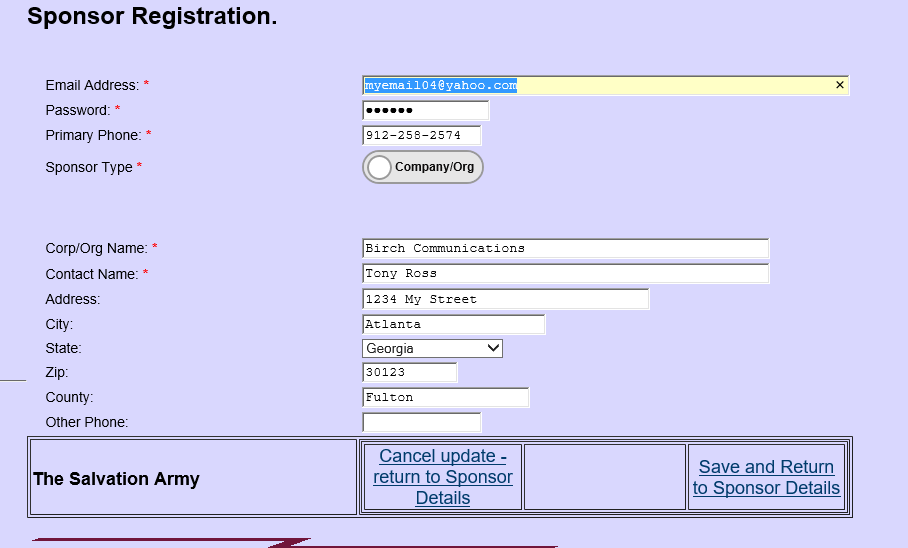 Sponsor Registration.
Email Address: * myemail04@yahoo.com ×
Password: * ●●●●●●
Primary Phone: * 912-258-2574
Sponsor Type * Company/Org
Corp/Org Name: * Birch Communications
Contact Name: * Tony Ross
Address: 1234 My Street
City: Atlanta
State: Georgia
Zip: 30123
County: Fulton
Other Phone:
The Salvation Army
Cancel update -
return to Sponsor
Details
Save and Return
to Sponsor Details